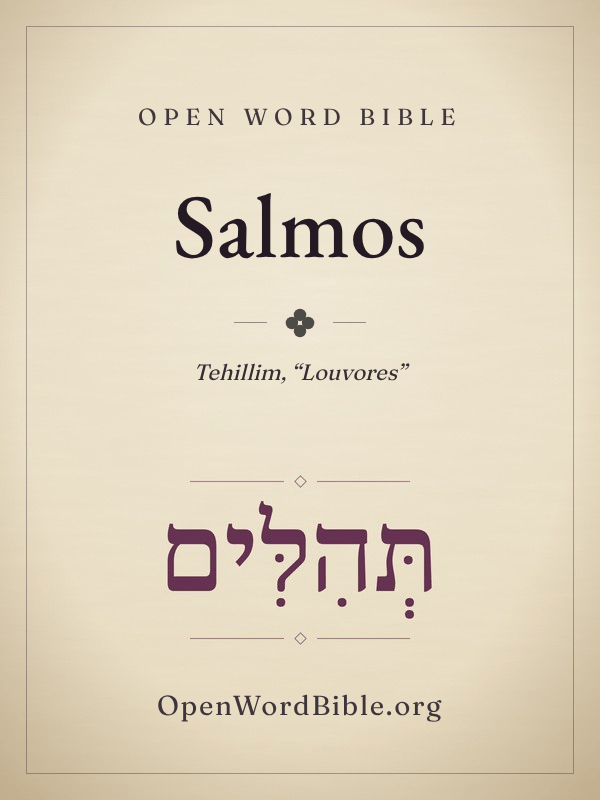 OPEN WORD BIBLE
Salmos
Tehillim, “Louvores”
תְּהִלִּים
OpenWordBible.org